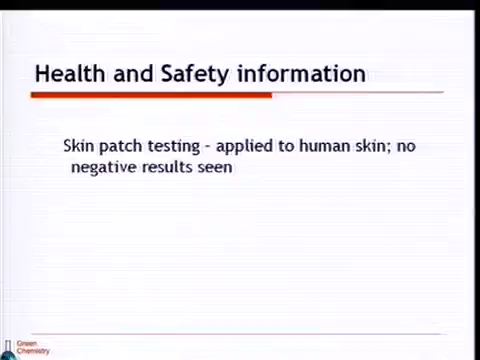 Health and Safety information
Skin patch testing – applied to human skin; no
negative results seen
Green
Chemistry